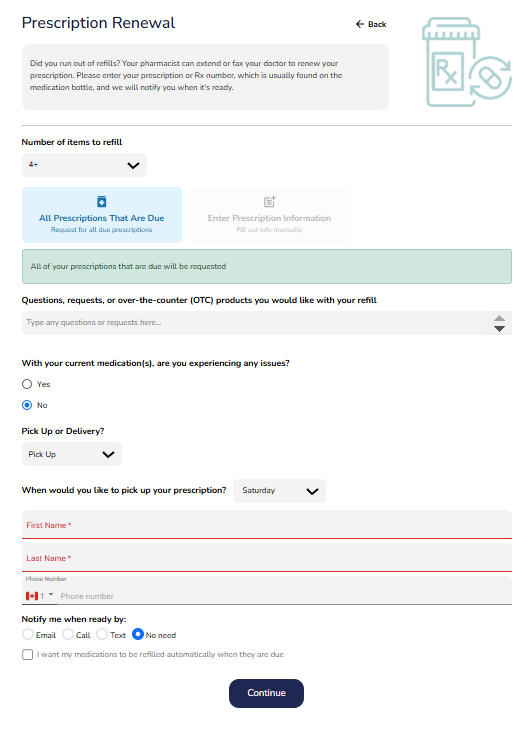 Prescription Renewal
Back
Did you run out of refills? Your pharmacist can extend or fax your doctor to renew your
prescription. Please enter your prescription or Rx number, which is usually found on the
medication bottle, and we will notify you when it's ready.
Rx
Number of items to refill
4+
All Prescriptions That Are Due
Request for all due prescriptions
Enter Prescription Information
Fill out info manually
All of your prescriptions that are due will be requested
Questions, requests, or over-the-counter (OTC) products you would like with your refill
Type any questions or requests here...
With your current medication(s), are you experiencing any issues?
Yes
No
Pick Up or Delivery?
Pick Up
When would you like to pick up your prescription?
Saturday
First Name *
Last Name *
Phone Number
1
Phone number
Notify me when ready by:
Email Call Text No need
I want my medications to be refilled automatically when they are due
Continue